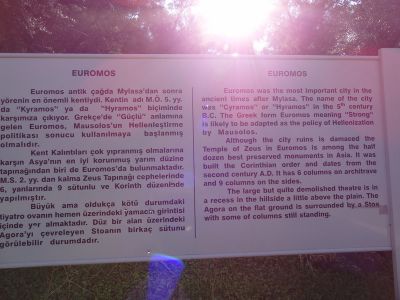 EUROMOS
Euromos antik çağda Mylasa'dan sonra
yörenin en önemli kentiydi. Kentin adı M.Ö. 5. yy.
da "Kyramos" ya da "Hyramos" biçiminde
karşımıza çıkıyor. Grekçe'de "Güçlü" anlamına
gelen Euromos, Mausolos'un Hellenleştirme
politikası sonucu kullanılmaya başlanmış
olmalıdır.
Kent Kalıntıları çok yıpranmış olmalarına
karşın Asya'nın en iyi korunmuş yarım düzine
tapınağından biri de Euromos'da bulunmaktadır.
M.S. 2. yy. dan kalma Zeus Tapınağı cephelerinde
6, yanlarında 9 sütunlu ve Korinth düzeninde
yapılmıştır.
Büyük ama oldukça kötü durumdaki
tiyatro ovanın hemen üzerindeki yamaçta girintisi
içinde yer almaktadır. Düz bir alan üzerindeki
Agora'yı çevreleyen Stoanın birkaç sütunu
görülebilir durumdadır.
EUROMOS
Euromos was the most important city in the
ancient times after Mylasa. The name of the city
was "Cyramos" or "Hyramos" in the 5th century
B.C. The Greek form Euromos meaning "Strong"
is likely to be adapted as the policy of Hellenization
by Mausolos.
Although the city ruins is damaged the
Temple of Zeus in Euromos is among the half
dozen best preserved monuments in Asia. It was
built the Corinthian order and dates from the
second century A.D. It has 6 columns on architrave
and 9 columns on the sides.
The large but quite demolished theatre is in
a recess in the hillside a little above the plain. The
Agora on the flat ground is surrounded by a Stoa
with some of columns still standing.